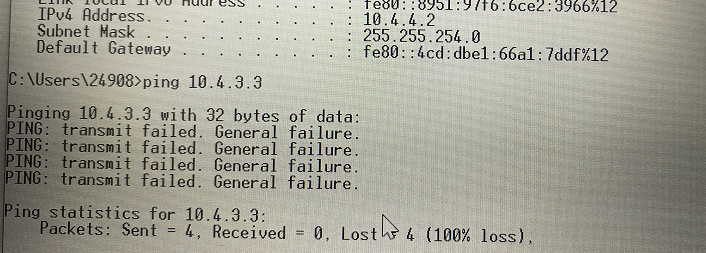 Link-local IPv6 Address . . . . . : fe80::8951:97f6:6ce2:3966%12
IPv4 Address. . . . . . . . . . . : 10.4.4.2
Subnet Mask . . . . . . . . . . . : 255.255.254.0
Default Gateway . . . . . . . . . : fe80::4cd:dbe1:66a1:7ddf%12
C:\Users\24908>ping 10.4.3.3
Pinging 10.4.3.3 with 32 bytes of data:
PING: transmit failed. General failure.
PING: transmit failed. General failure.
PING: transmit failed. General failure.
PING: transmit failed. General failure.
Ping statistics for 10.4.3.3:
Packets: Sent = 4, Received = 0, Lost = 4 (100% loss),